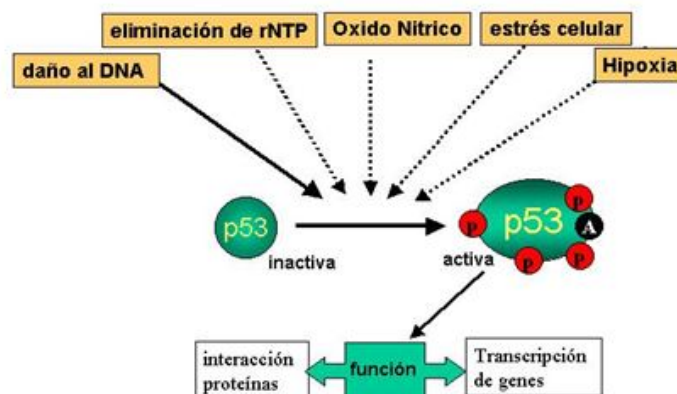 eliminación de rNTP
Oxido Nitrico
estrés celular
daño al DNA
Hipoxia
p53
inactiva
p53
activa
P
P
A
P
P
interacción
proteínas
función
Transcripción
de genes